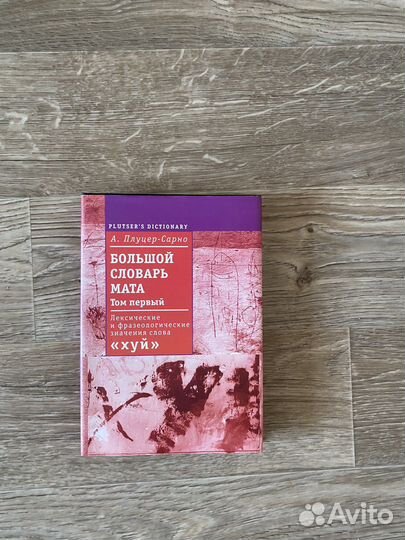 PLUTSER'S DICTIONARY
А. Плуцер-Сарно
БОЛЬШОЙ
СЛОВАРЬ
МАТА
Том первый
Лексические
и фразеологические
значения слова
«хуй»
Avito